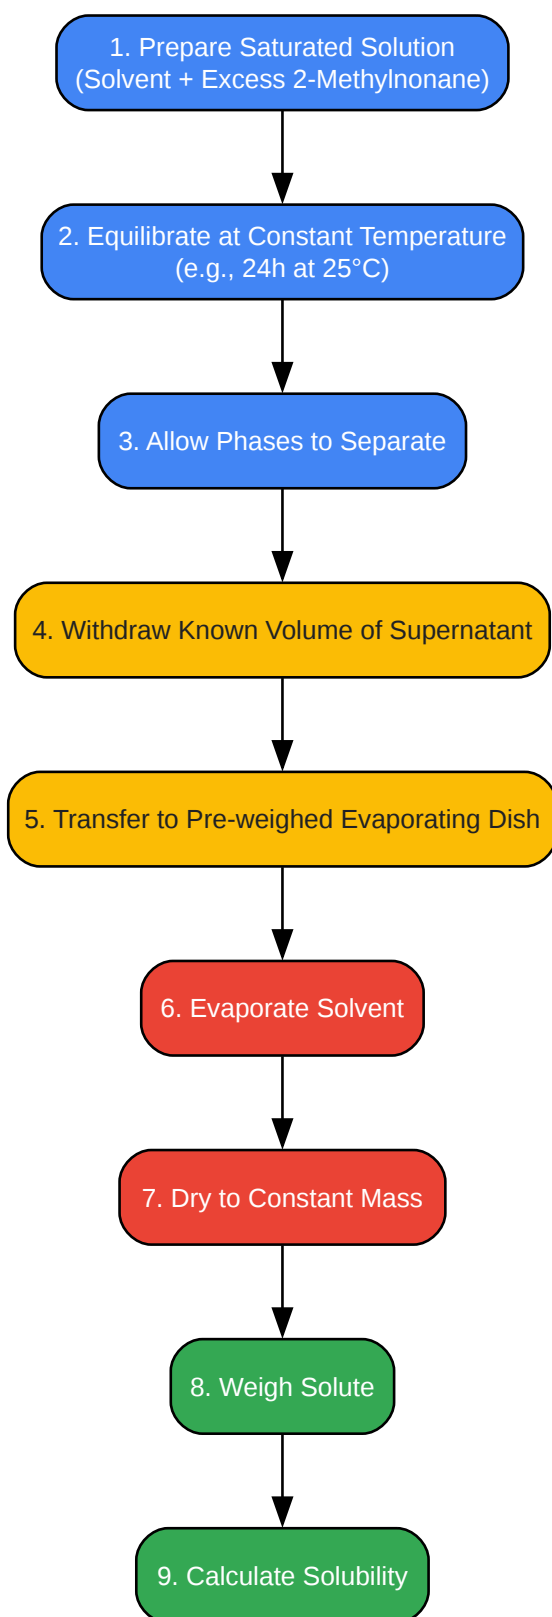 1. Prepare Saturated Solution
(Solvent + Excess 2-Methylnonane)
2. Equilibrate at Constant Temperature
(e.g., 24h at 25°C)
3. Allow Phases to Separate
4. Withdraw Known Volume of Supernatant
5. Transfer to Pre-weighed Evaporating Dish
6. Evaporate Solvent
7. Dry to Constant Mass
8. Weigh Solute
9. Calculate Solubility